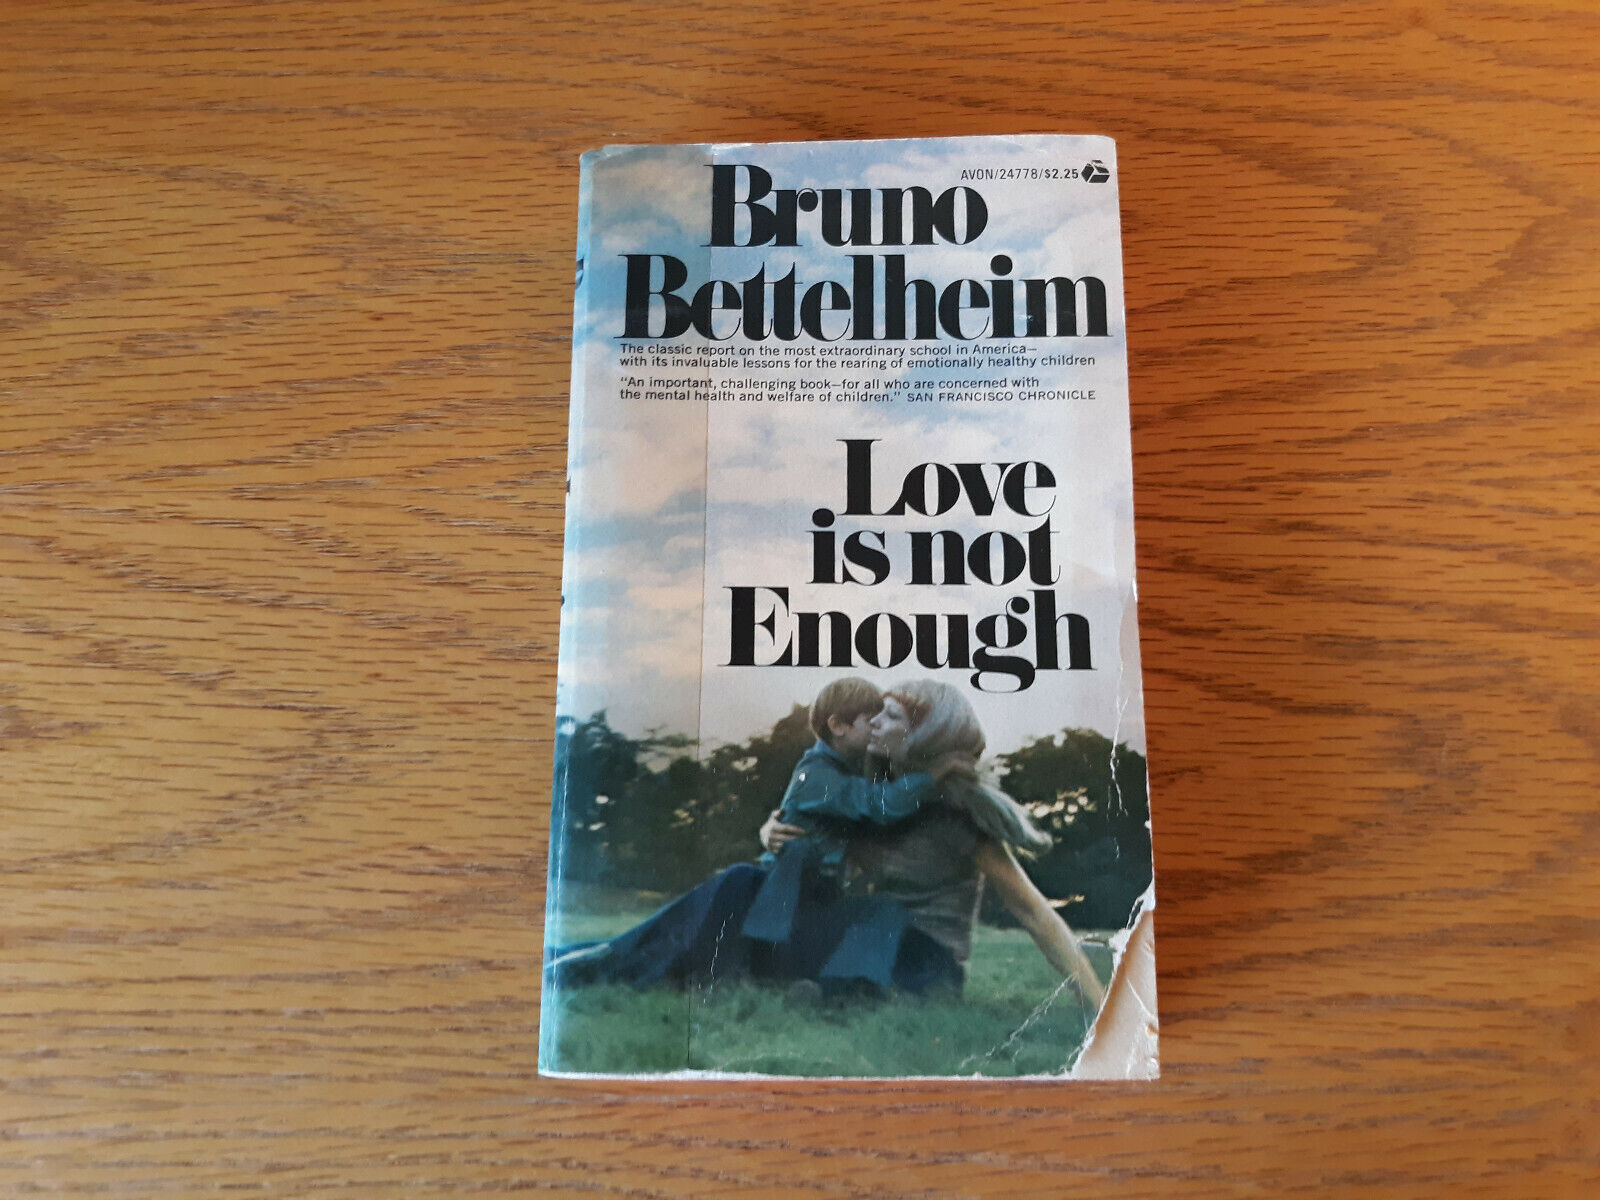 AVON/24778/$2.25
Bruno
Bettelheim
The classic report on the most extraordinary school in America—
with its invaluable lessons for the rearing of emotionally healthy children
"An important, challenging book—for all who are concerned with
the mental health and welfare of children." SAN FRANCISCO CHRONICLE
Love
is not
Enough